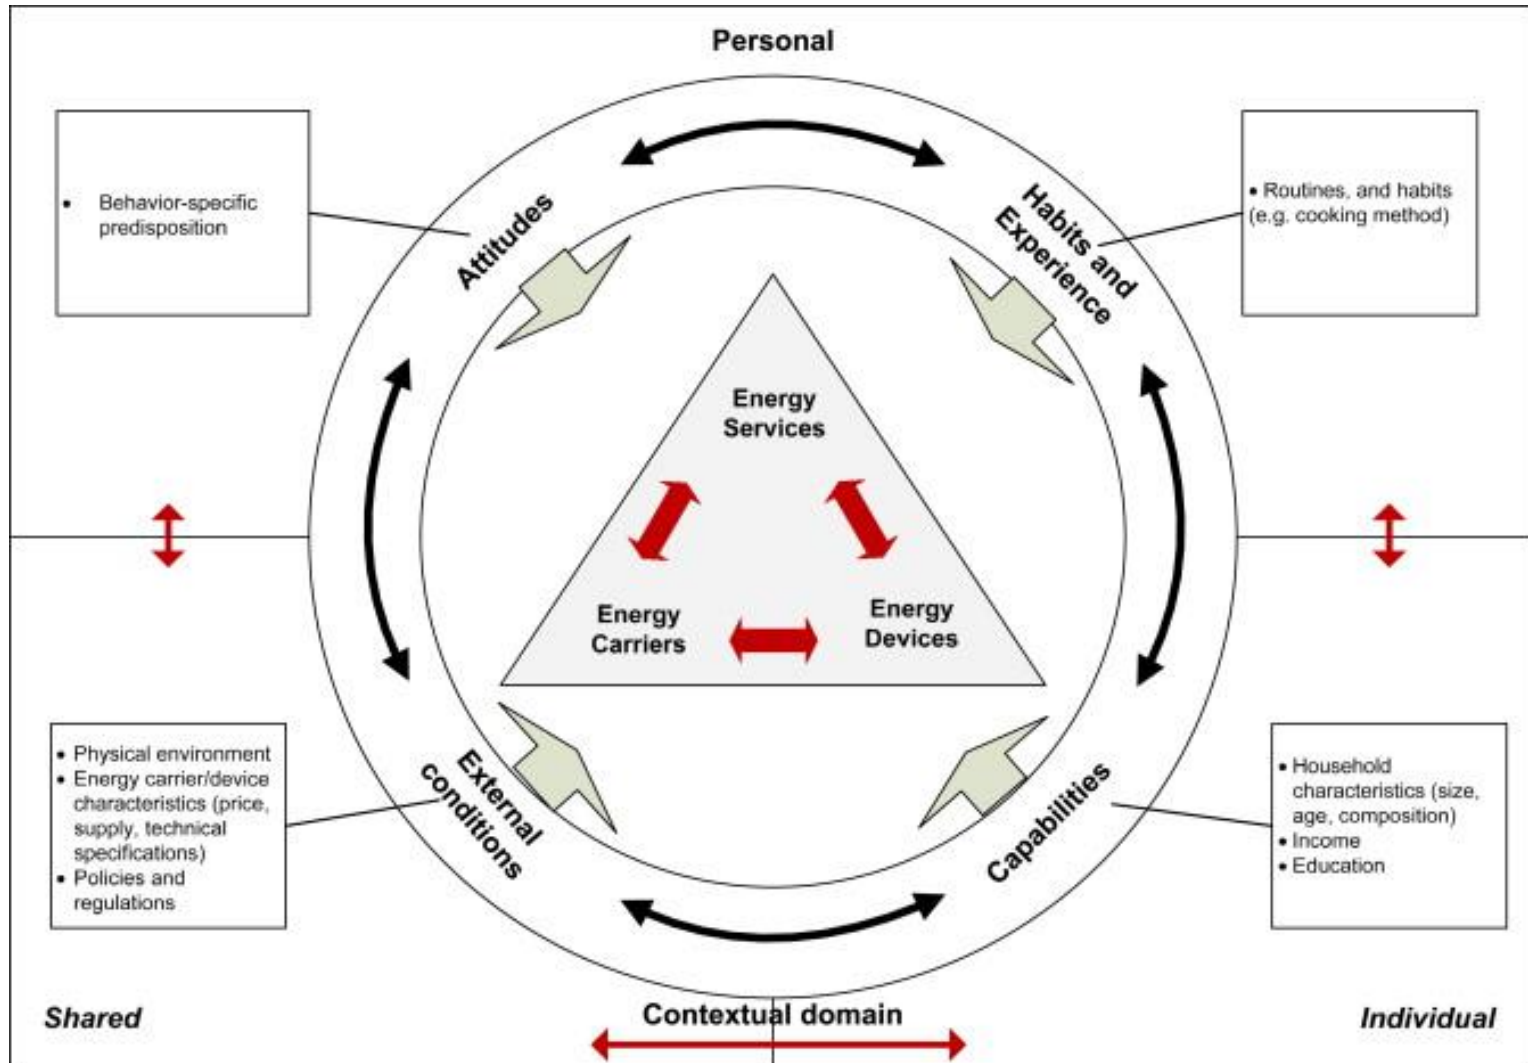 Personal
• Behavior-specific
predisposition
Attitudes
Habits and
Experience
• Routines, and habits
(e.g. cooking method)
Energy
Services
Energy
Carriers
Energy
Devices
• Physical environment
• Energy carrier/device
characteristics (price,
supply, technical
specifications)
• Policies and
regulations
External
conditions
Capabilities
• Household
characteristics (size,
age, composition)
• Income
• Education
Shared
Contextual domain
Individual